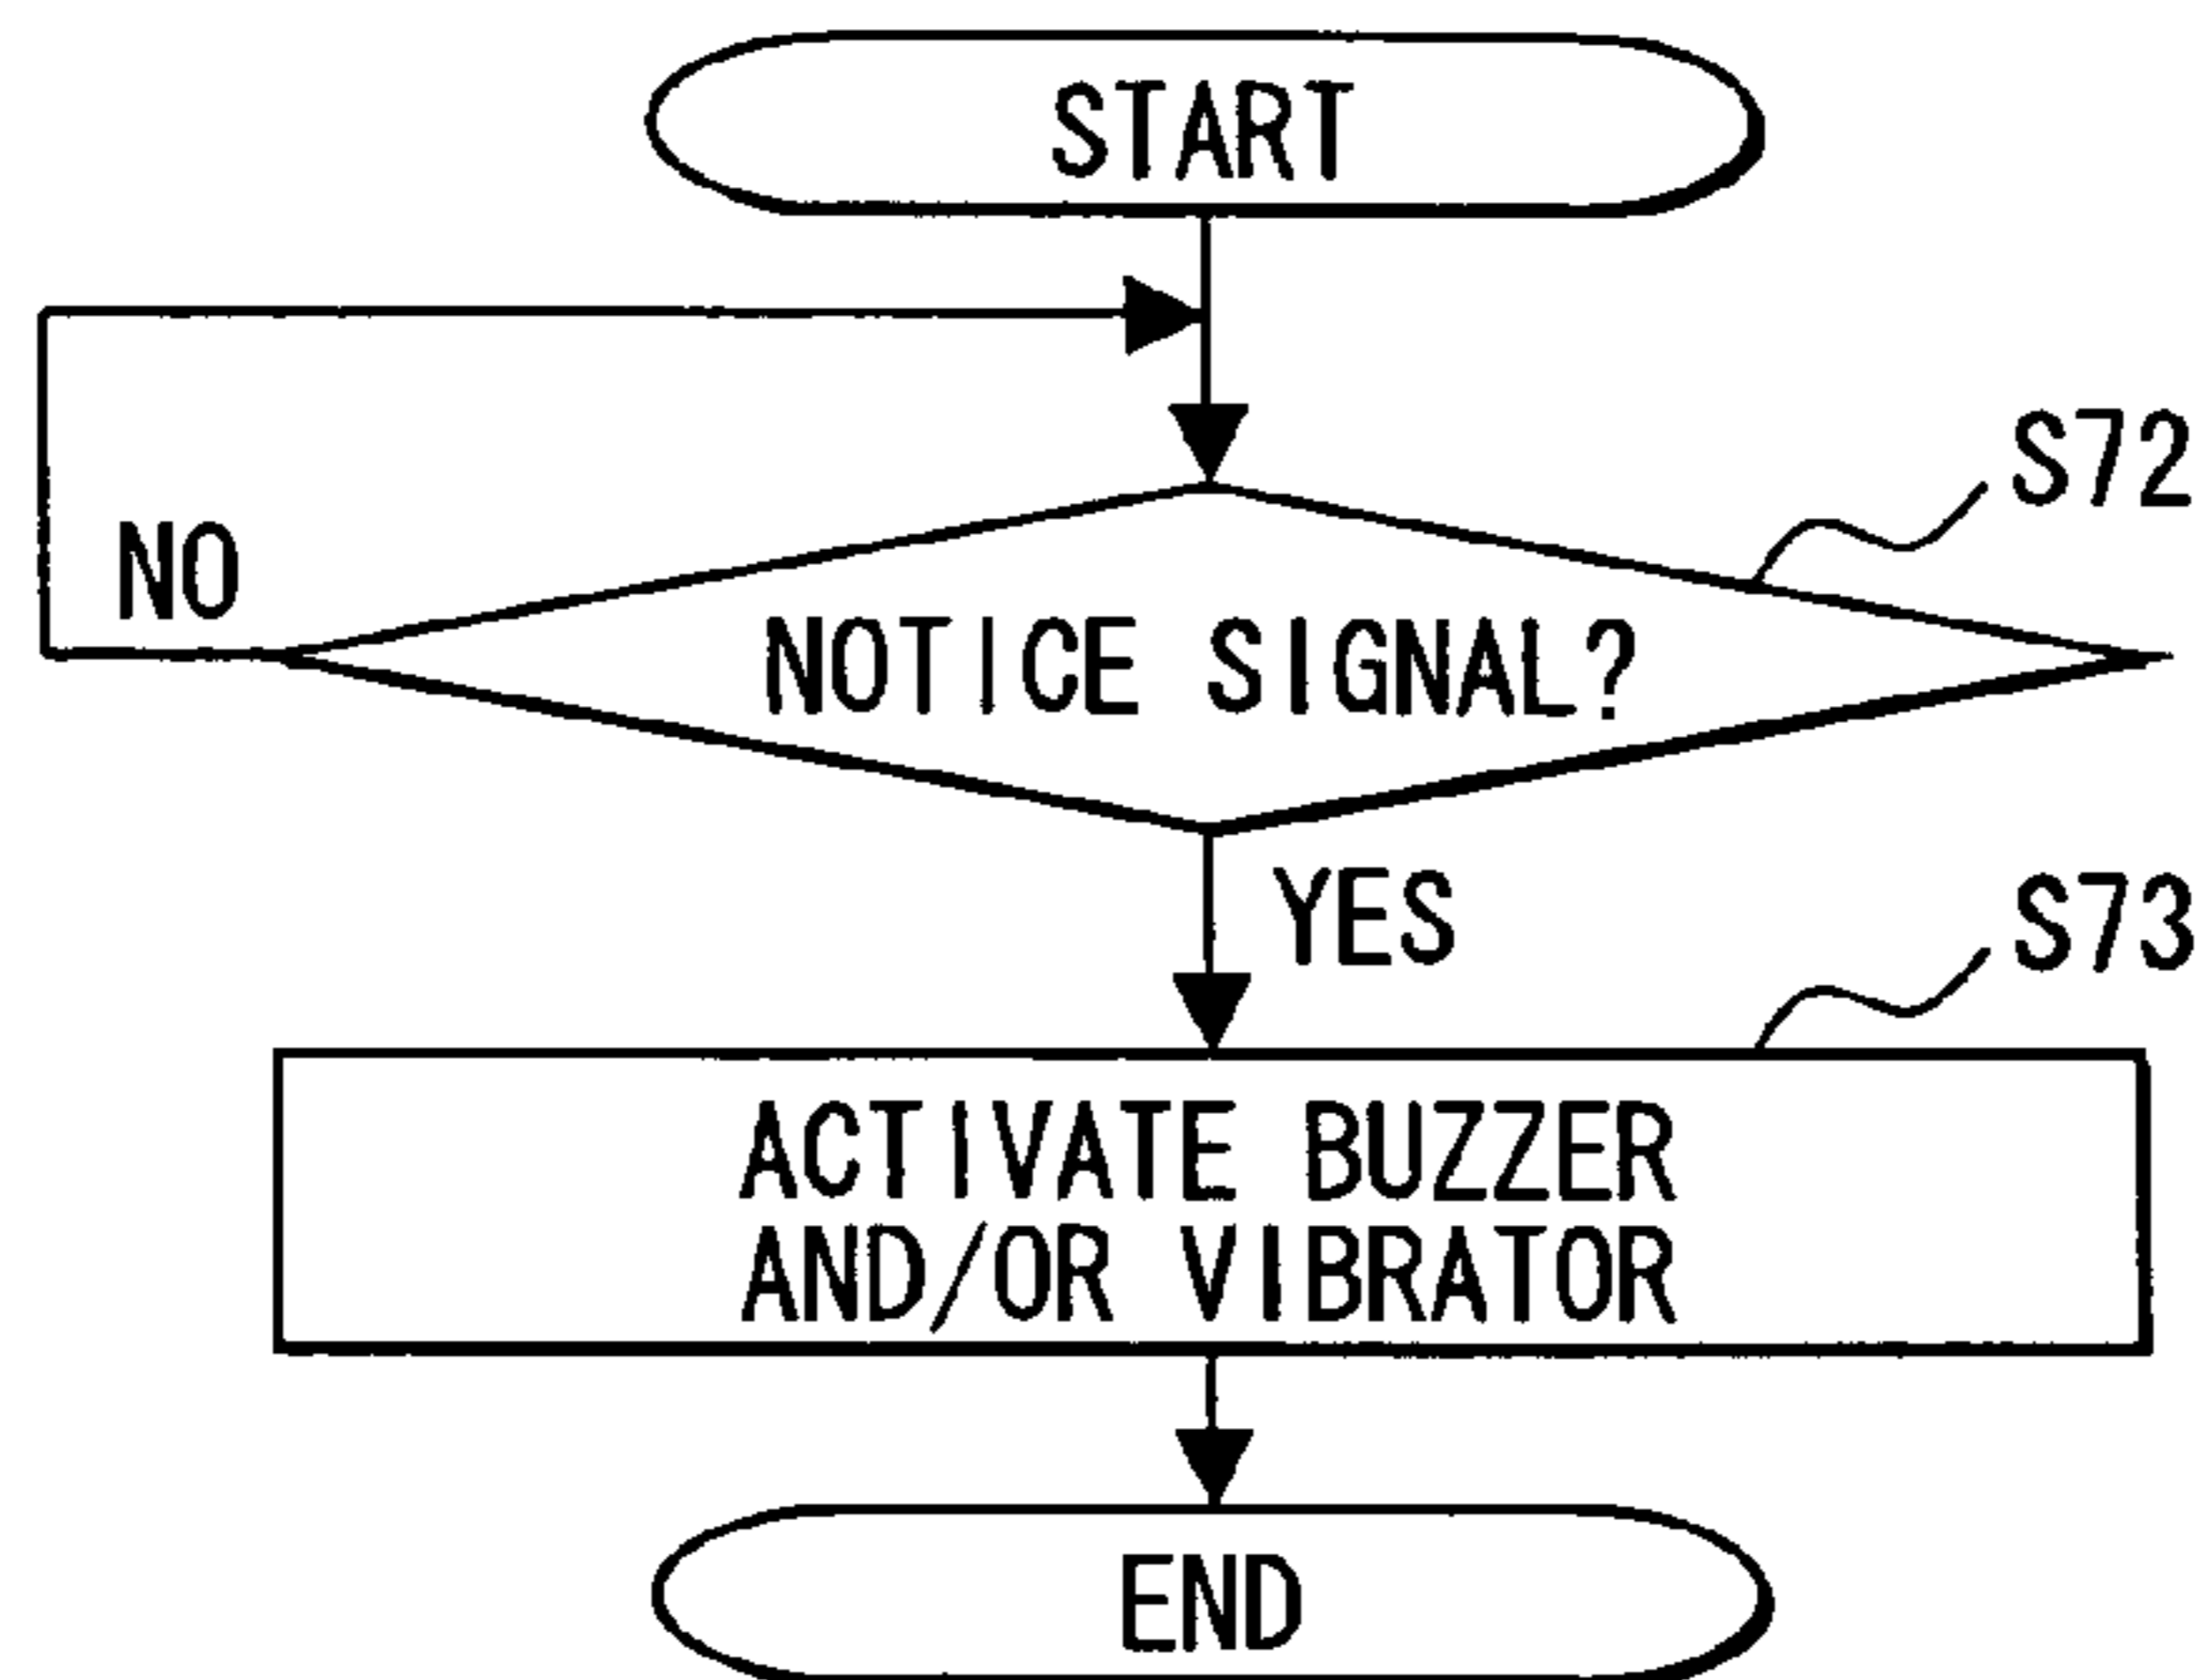 START
S72
NO
NOTICE SIGNAL?
YES
S73
ACTIVATE BUZZER
AND/OR VIBRATOR
END